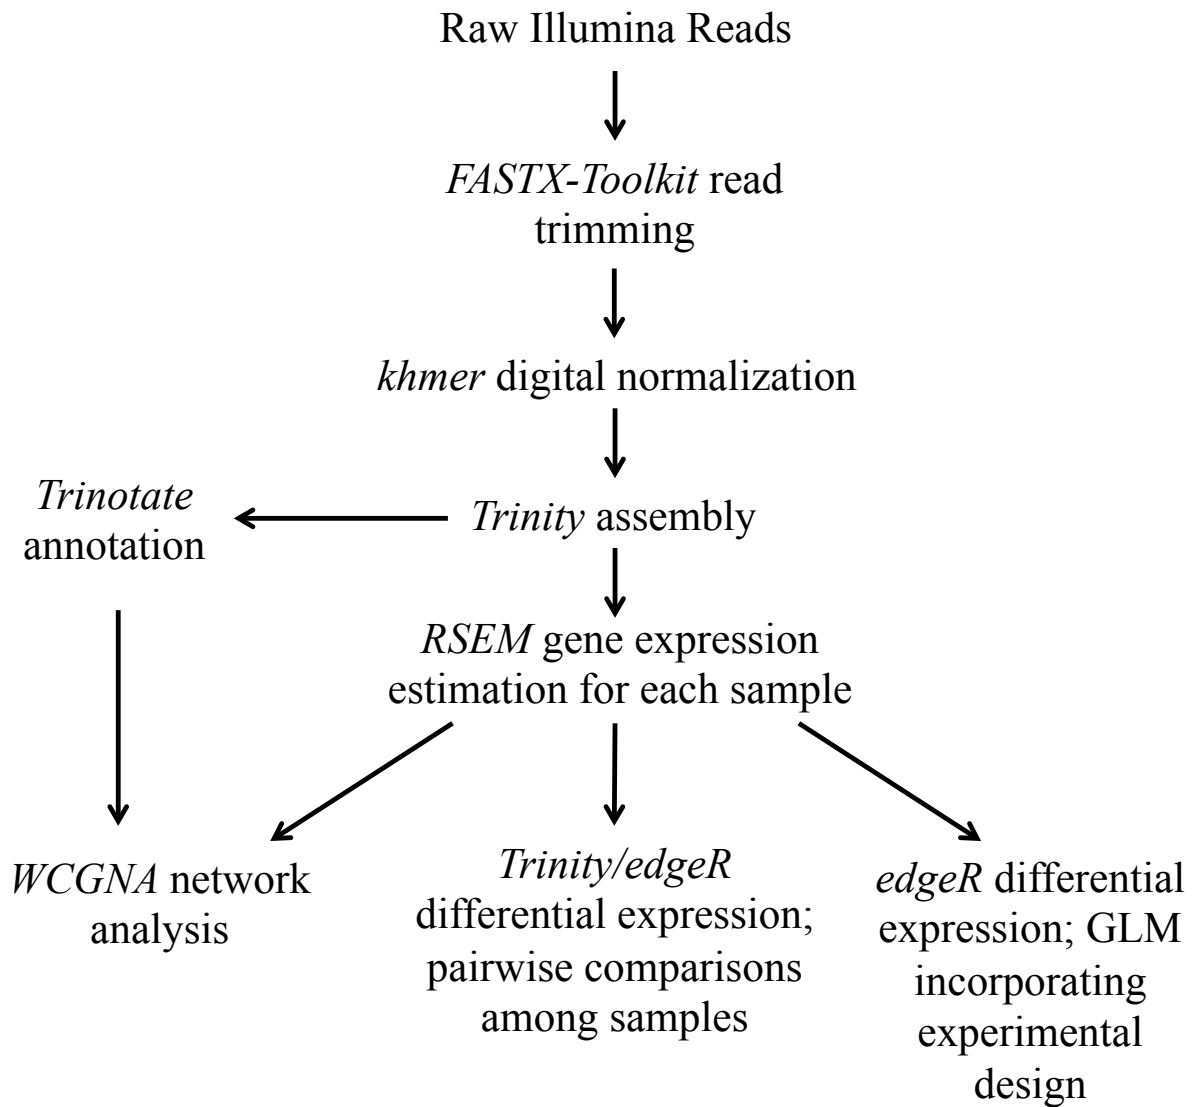 Raw Illumina Reads
FASTX-Toolkit read
trimming
khmer digital normalization
Trinotate
annotation
Trinity assembly
RSEM gene expression
estimation for each sample
WCGNA network
analysis
Trinity/edgeR
differential expression;
pairwise comparisons
among samples
edgeR differential
expression; GLM
incorporating
experimental
design